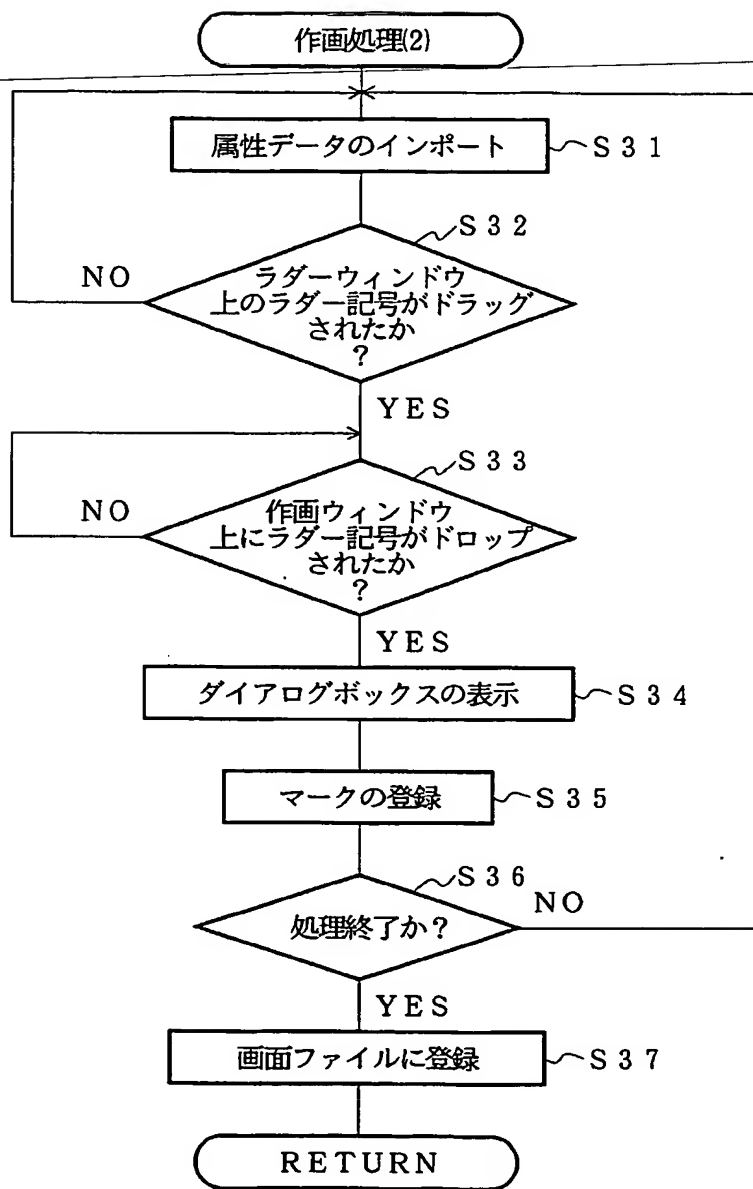 作画処理(2)
属性データのインポート
S31
S32
NO
ラダーウィンドウ
上のラダー記号がドラッグ
されたか
?
YES
S33
NO
作画ウィンドウ
上にラダー記号がドロップ
されたか
?
YES
ダイアログボックスの表示
S34
マークの登録
S35
S36
NO
処理終了か?
YES
画面ファイルに登録
S37
RETURN